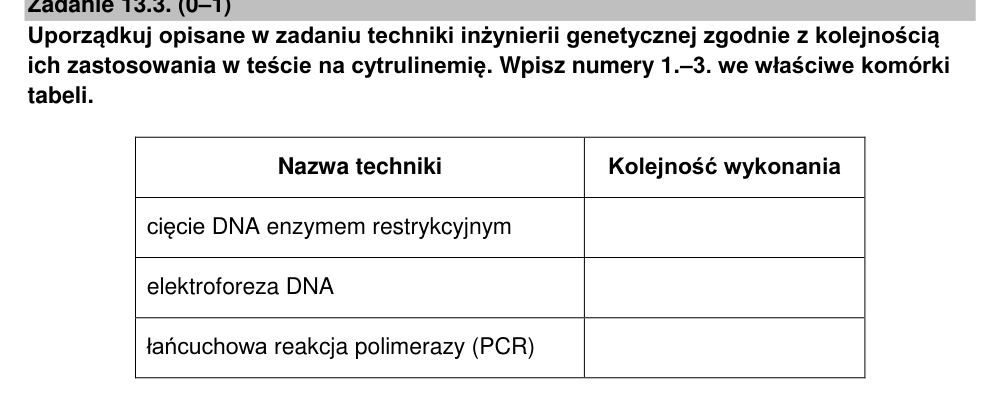 Zadanie 13.3. (0–1)
Uporządkuj opisane w zadaniu techniki inżynierii genetycznej zgodnie z kolejnością
ich zastosowania w teście na cytrulinemię. Wpisz numery 1.–3. we właściwe komórki
tabeli.
Nazwa techniki
Kolejność wykonania
cięcie DNA enzymem restrykcyjnym
elektroforeza DNA
łańcuchowa reakcja polimerazy (PCR)